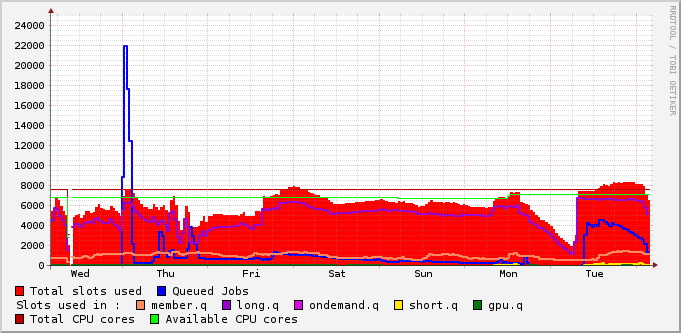 24000
22000
20000
18000
16000
14000
12000
10000
8000
6000
4000
2000
0
Wed Thu Fri Sat Sun Mon Tue
Total slots used Queued Jobs
Slots used in : member.q long.q ondemand.q short.q gpu.q
Total CPU cores Available CPU cores
RRDTOOL / TOBI OETIKER